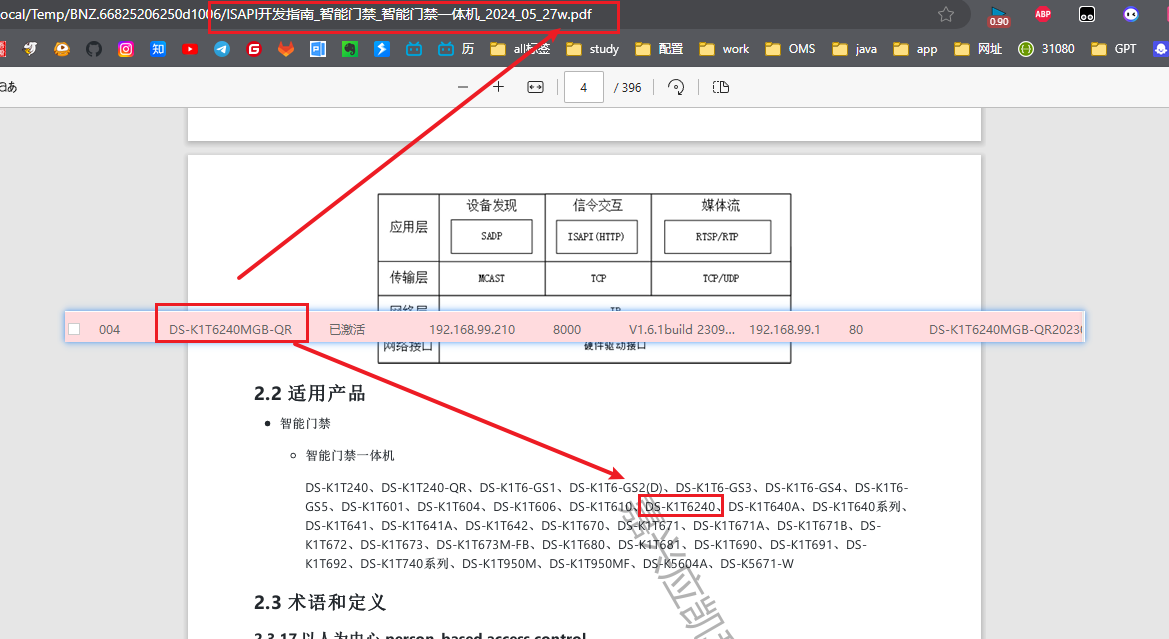 ocal/Temp/BNZ.66825206250d1006/ISAPI开发指南_智能门禁_智能门禁一体机_2024_05_27w.pdf
0.90
ABP
知
all标签
study
配置
work
OMS
java
app
网址
31080
GPT
历
aあ
4 / 396
设备发现 信令交互 媒体流
应用层
SADP ISAPI(HTTP) RTSP/RTP
传输层 MCAST TCP TCP/UDP
004 DS-K1T6240MGB-QR 已激活 192.168.99.210 8000 V1.6.1build 2309... 192.168.99.1 80 DS-K1T6240MGB-QR2023
网络接口 硬件驱动接口
2.2 适用产品
智能门禁
智能门禁一体机
DS-K1T240、DS-K1T240-QR、DS-K1T6-GS1、DS-K1T6-GS2(D)、DS-K1T6-GS3、DS-K1T6-GS4、DS-K1T6-
GS5、DS-K1T601、DS-K1T604、DS-K1T606、DS-K1T610、DS-K1T6240、DS-K1T640A、DS-K1T640系列、
DS-K1T641、DS-K1T641A、DS-K1T642、DS-K1T670、DS-K1T671、DS-K1T671A、DS-K1T671B、DS-
K1T672、DS-K1T673、DS-K1T673M-FB、DS-K1T680、DS-K1T681、DS-K1T690、DS-K1T691、DS-
K1T692、DS-K1T740系列、DS-K1T950M、DS-K1T950MF、DS-K5604A、DS-K5671-W
2.3 术语和定义
2.3.17 以人为中心 person-based access control